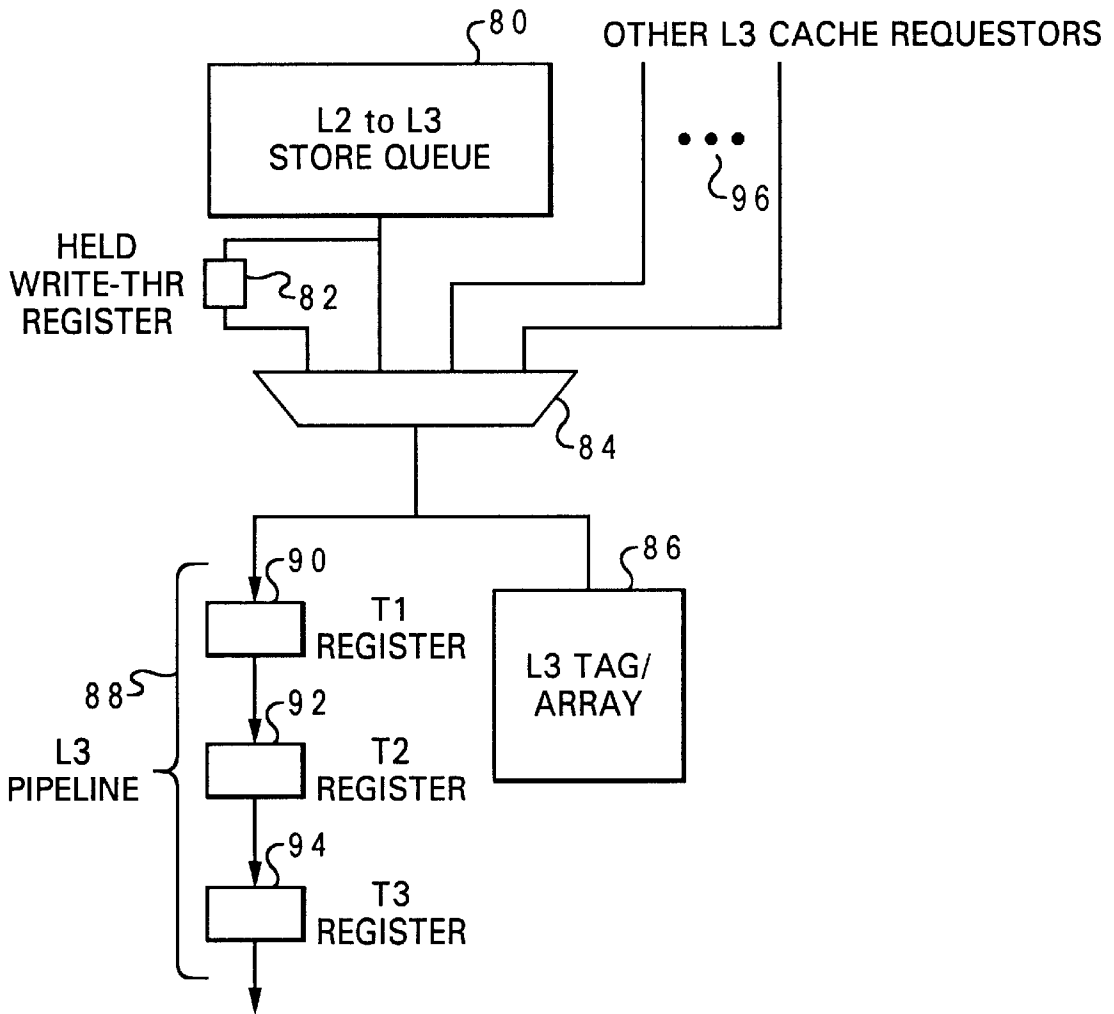 80
OTHER L3 CACHE REQUESTORS
L2 to L3
STORE QUEUE
96
HELD
WRITE-THR
REGISTER
82
84
90
86
T1
REGISTER
L3 TAG/
ARRAY
88
92
L3
PIPELINE
T2
REGISTER
94
T3
REGISTER